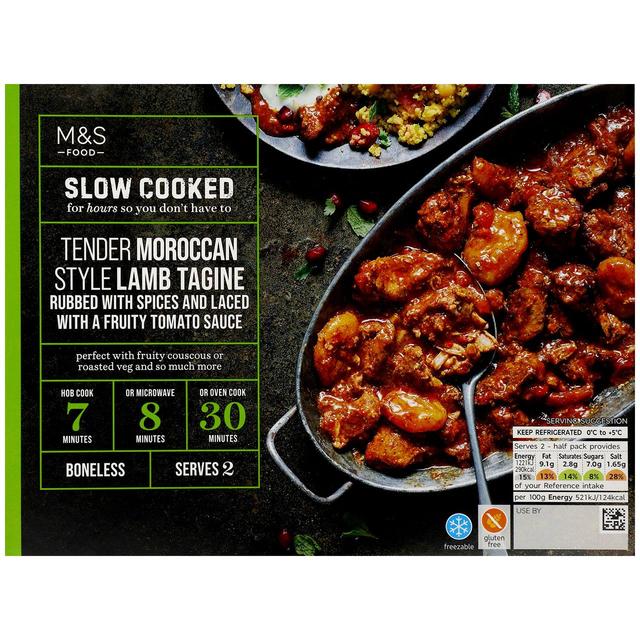 M&S
—FOOD—
SLOW COOKED
for hours so you don't have to
TENDER MOROCCAN
STYLE LAMB TAGINE
RUBBED WITH SPICES AND LACED
WITH A FRUITY TOMATO SAUCE
perfect with fruity couscous or
roasted veg and so much more
HOB COOK
7
MINUTES
OR MICROWAVE
8
MINUTES
OR OVEN COOK
30
MINUTES
BONELESS
SERVES 2
SERVING SUGGESTION
KEEP REFRIGERATED 0°C to +5°C
Serves 2 - half pack provides
Energy Fat Saturates Sugars Salt
1221kJ 9.1g 2.8g 7.0g 1.65g
290kcal
15% 13% 14% 8% 28%
of your Reference intake
per 100g Energy 521kJ/124kcal
USE BY
freezable
gluten
free